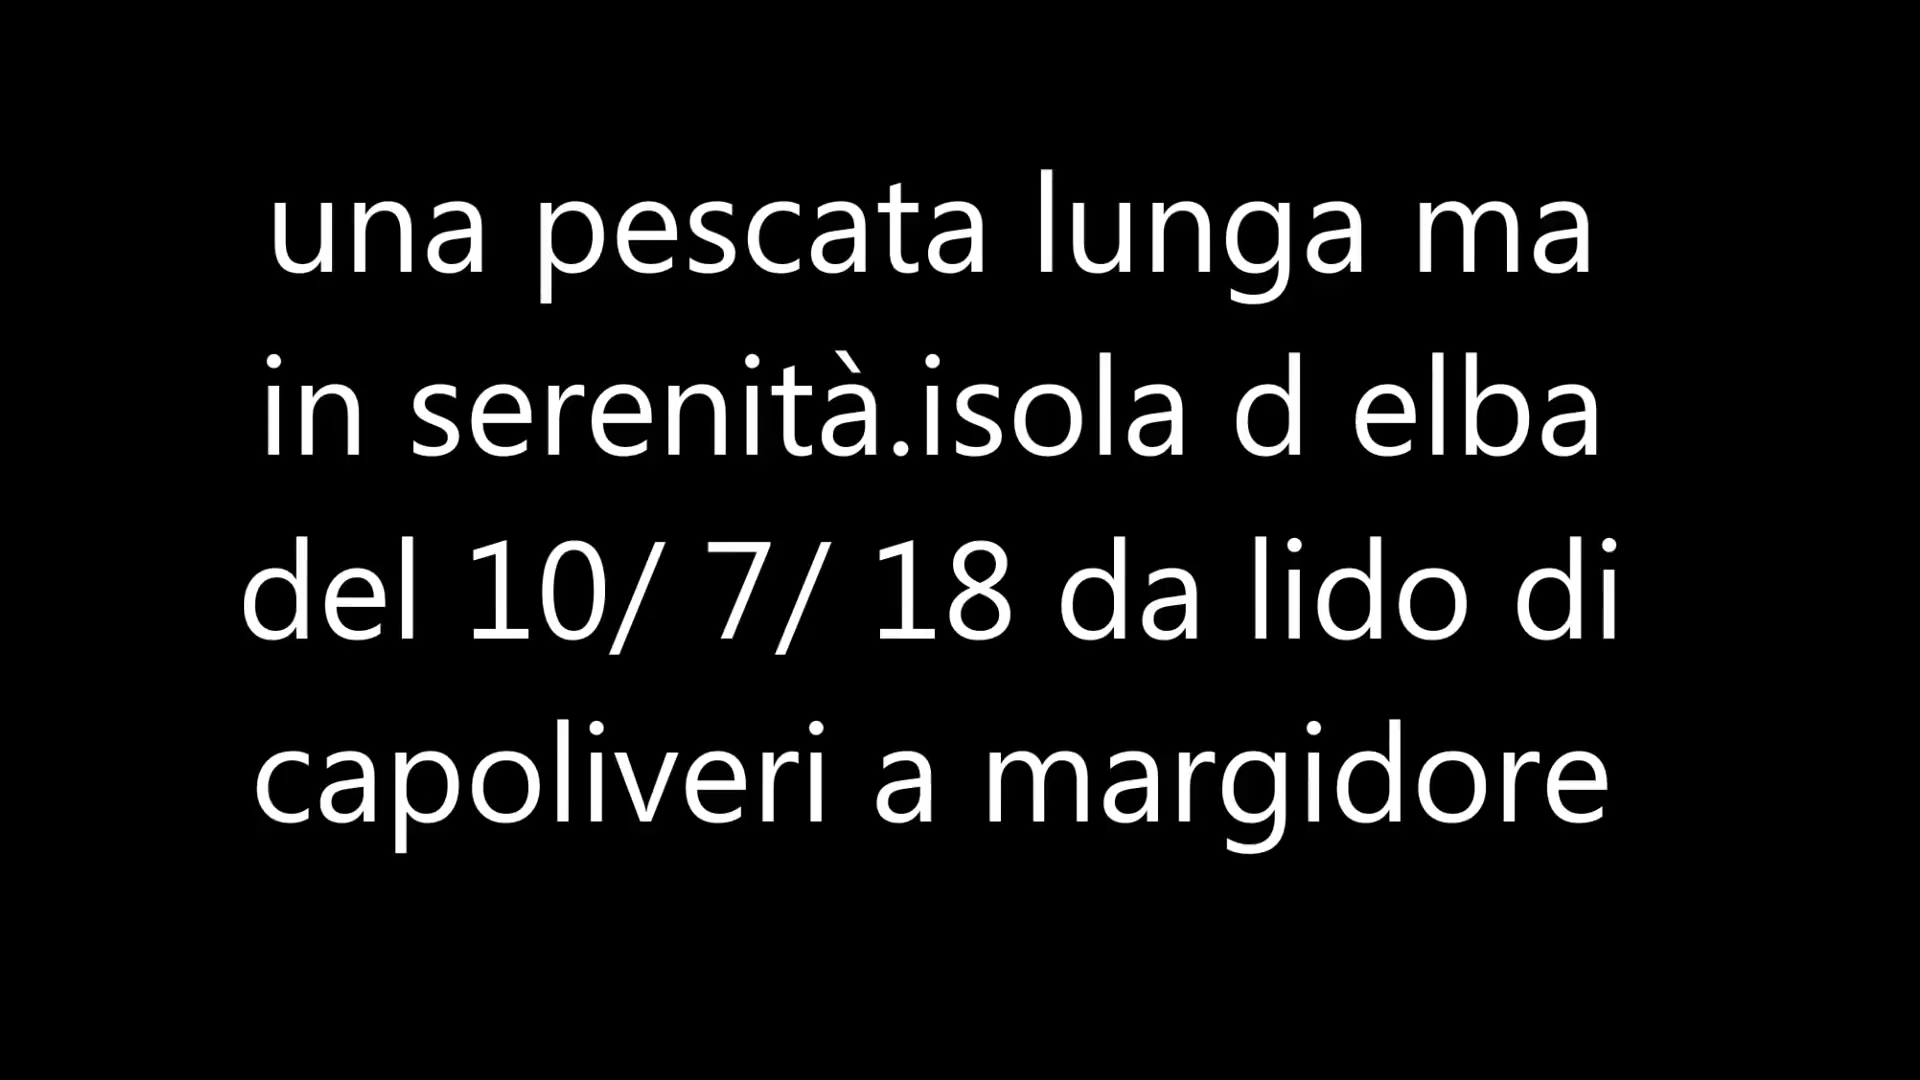 una pescata lunga ma
in serenità.isola d elba
del 10/ 7/ 18 da lido di
capoliveri a margidore